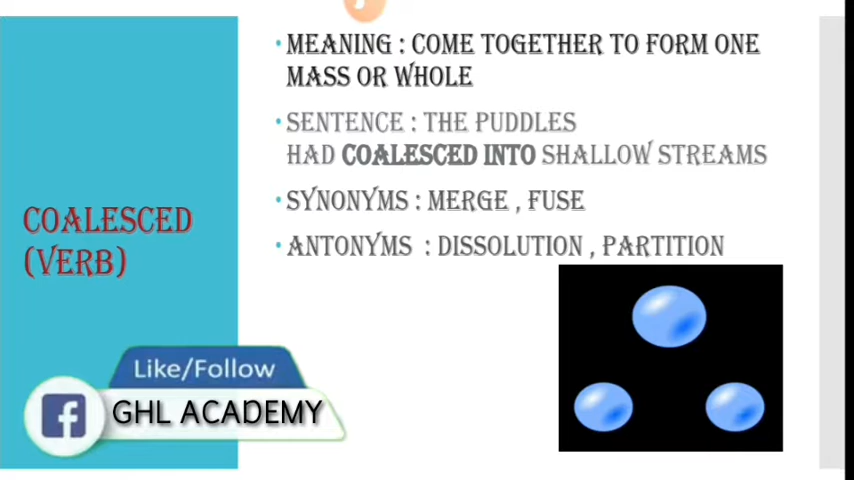 MEANING : COME TOGETHER TO FORM ONE
MASS OR WHOLE
SENTENCE : THE PUDDLES
HAD COALESCED INTO SHALLOW STREAMS
SYNONYMS : MERGE , FUSE
ANTONYMS : DISSOLUTION , PARTITION
COALESCED
(VERB)
Like/Follow
GHL ACADEMY